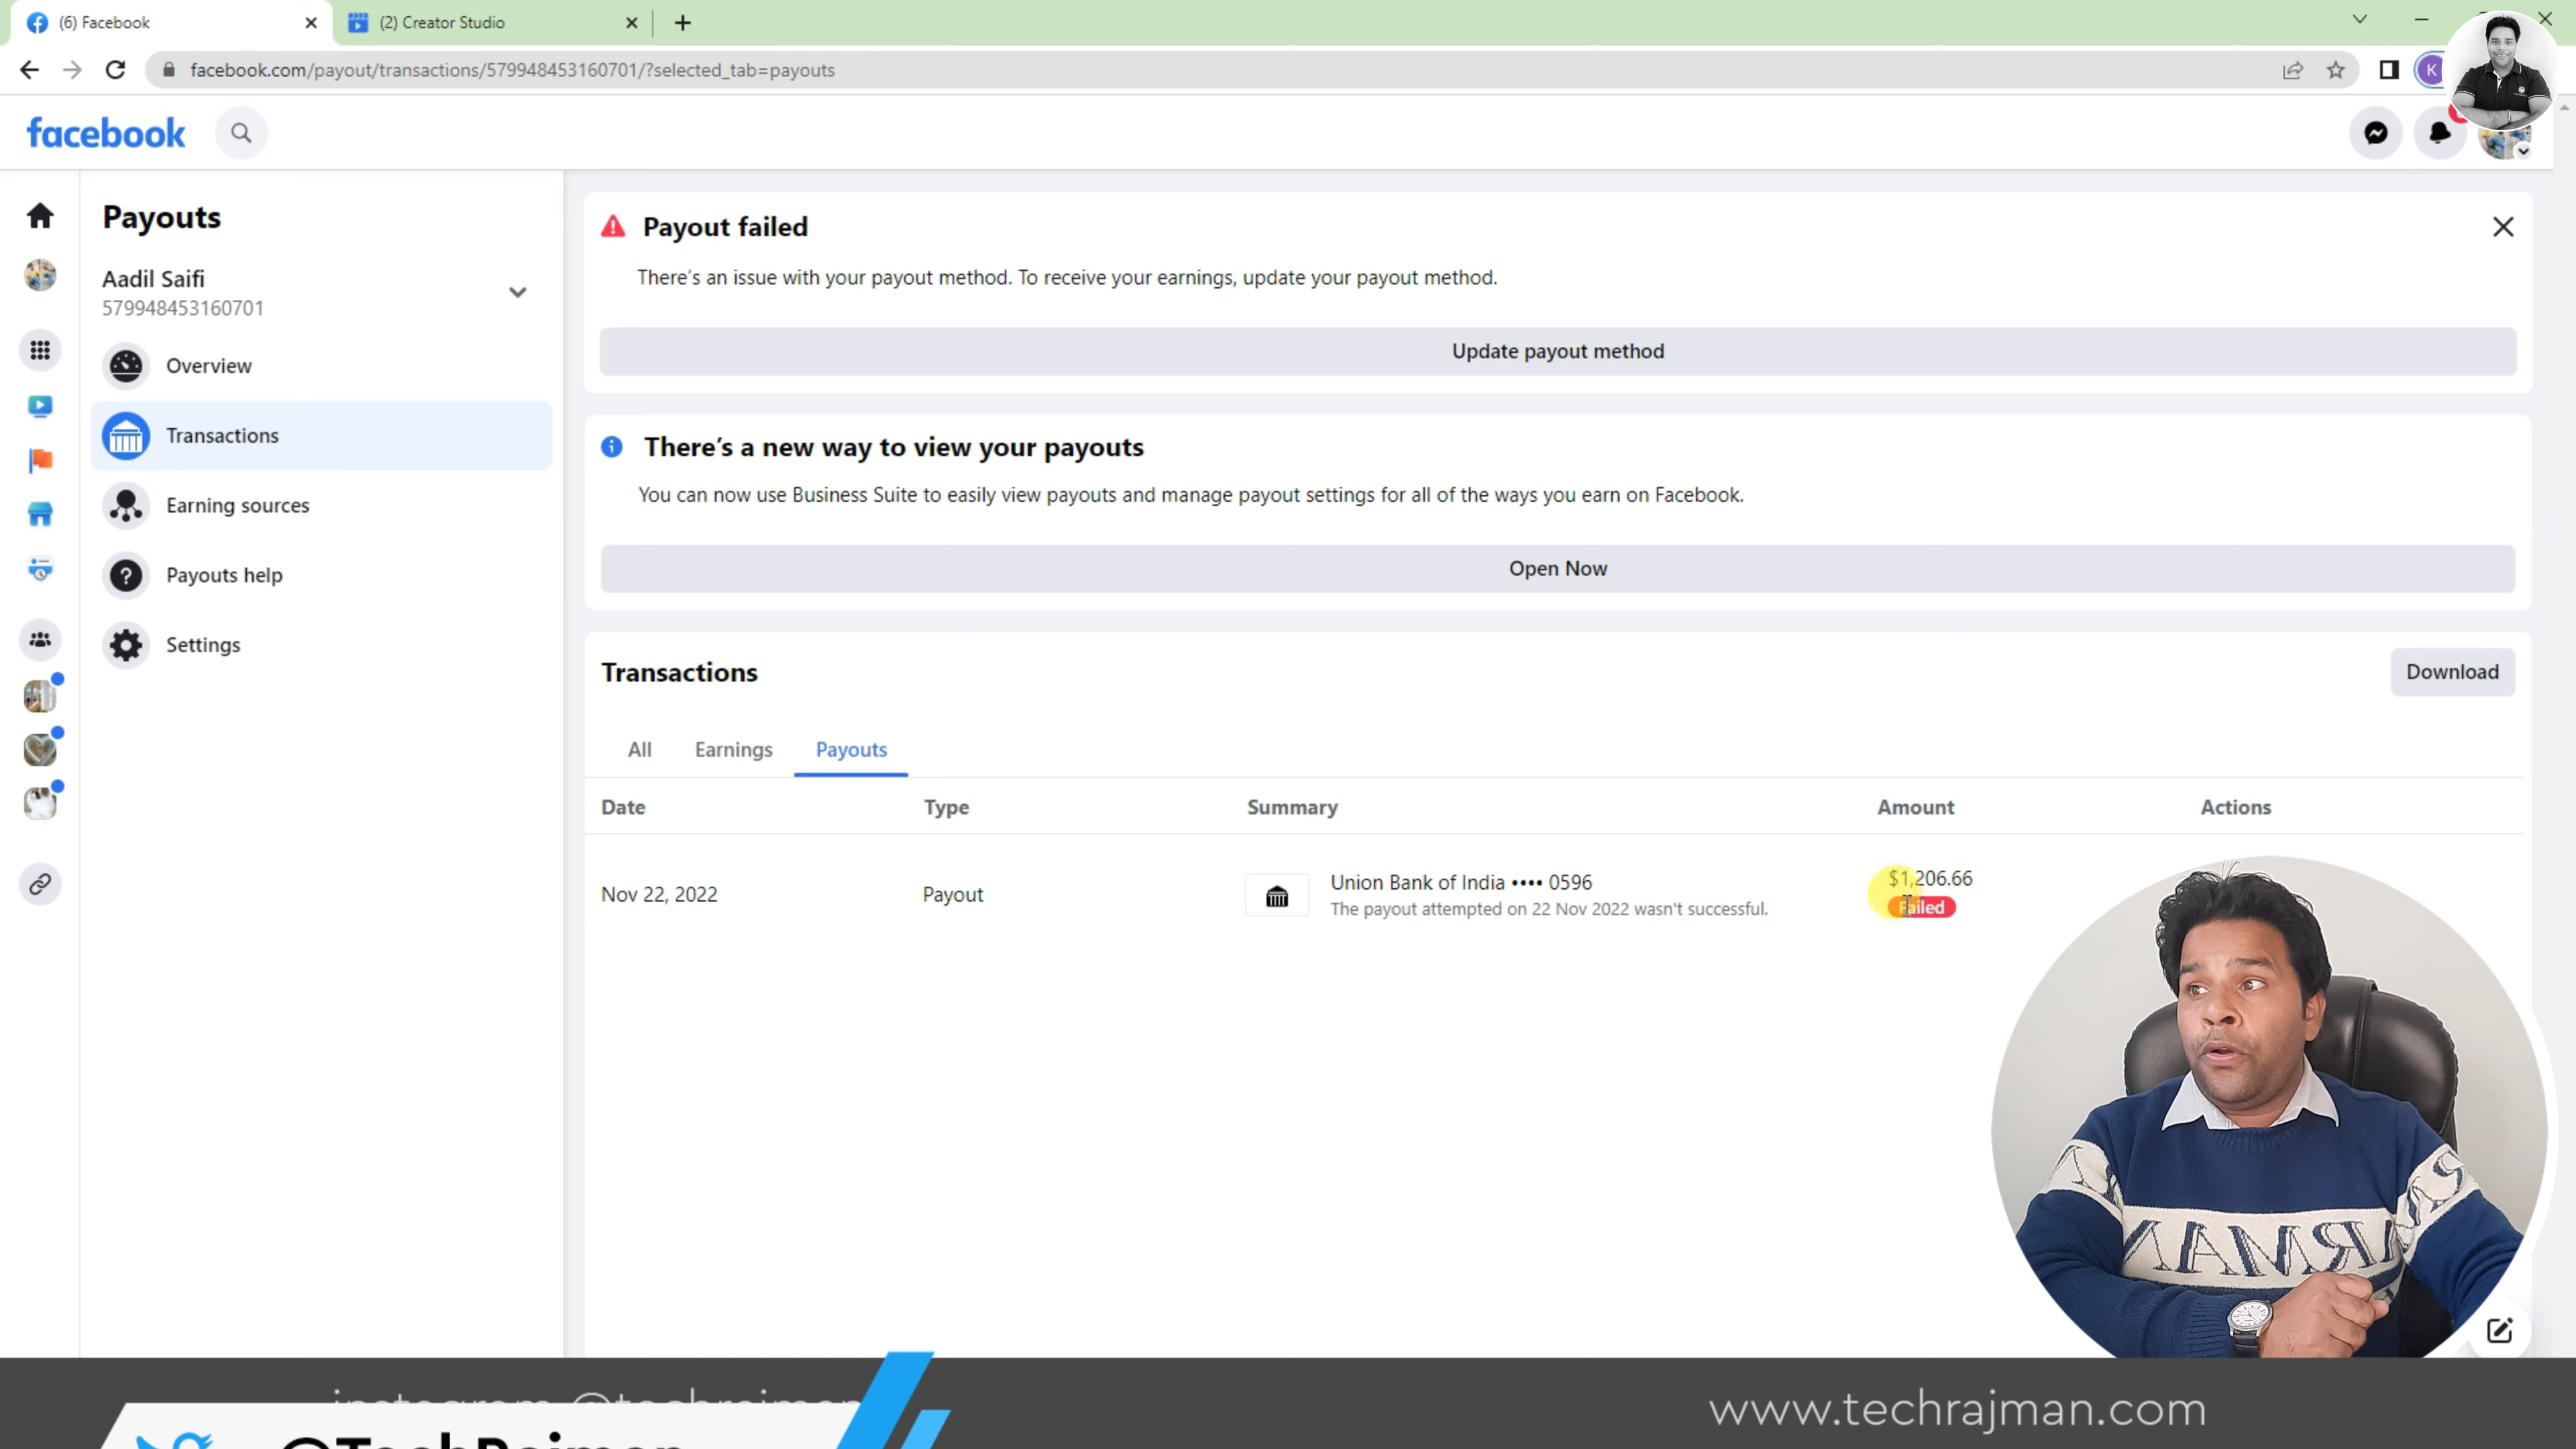 (6) Facebook
(2) Creator Studio
facebook.com/payout/transactions/579948453160701/?selected_tab=payouts
K
facebook
Payouts
Aadil Saifi
579948453160701
Overview
Transactions
Earning sources
Payouts help
Settings
Payout failed
There's an issue with your payout method. To receive your earnings, update your payout method.
Update payout method
There's a new way to view your payouts
You can now use Business Suite to easily view payouts and manage payout settings for all of the ways you earn on Facebook.
Open Now
Transactions
Download
All Earnings Payouts
Date Type Summary Amount Actions
Nov 22, 2022 Payout Union Bank of India •••• 0596 $1,206.66
The payout attempted on 22 Nov 2022 wasn't successful. Failed
instagram @techrajman
www.techrajman.com
@TechRajman